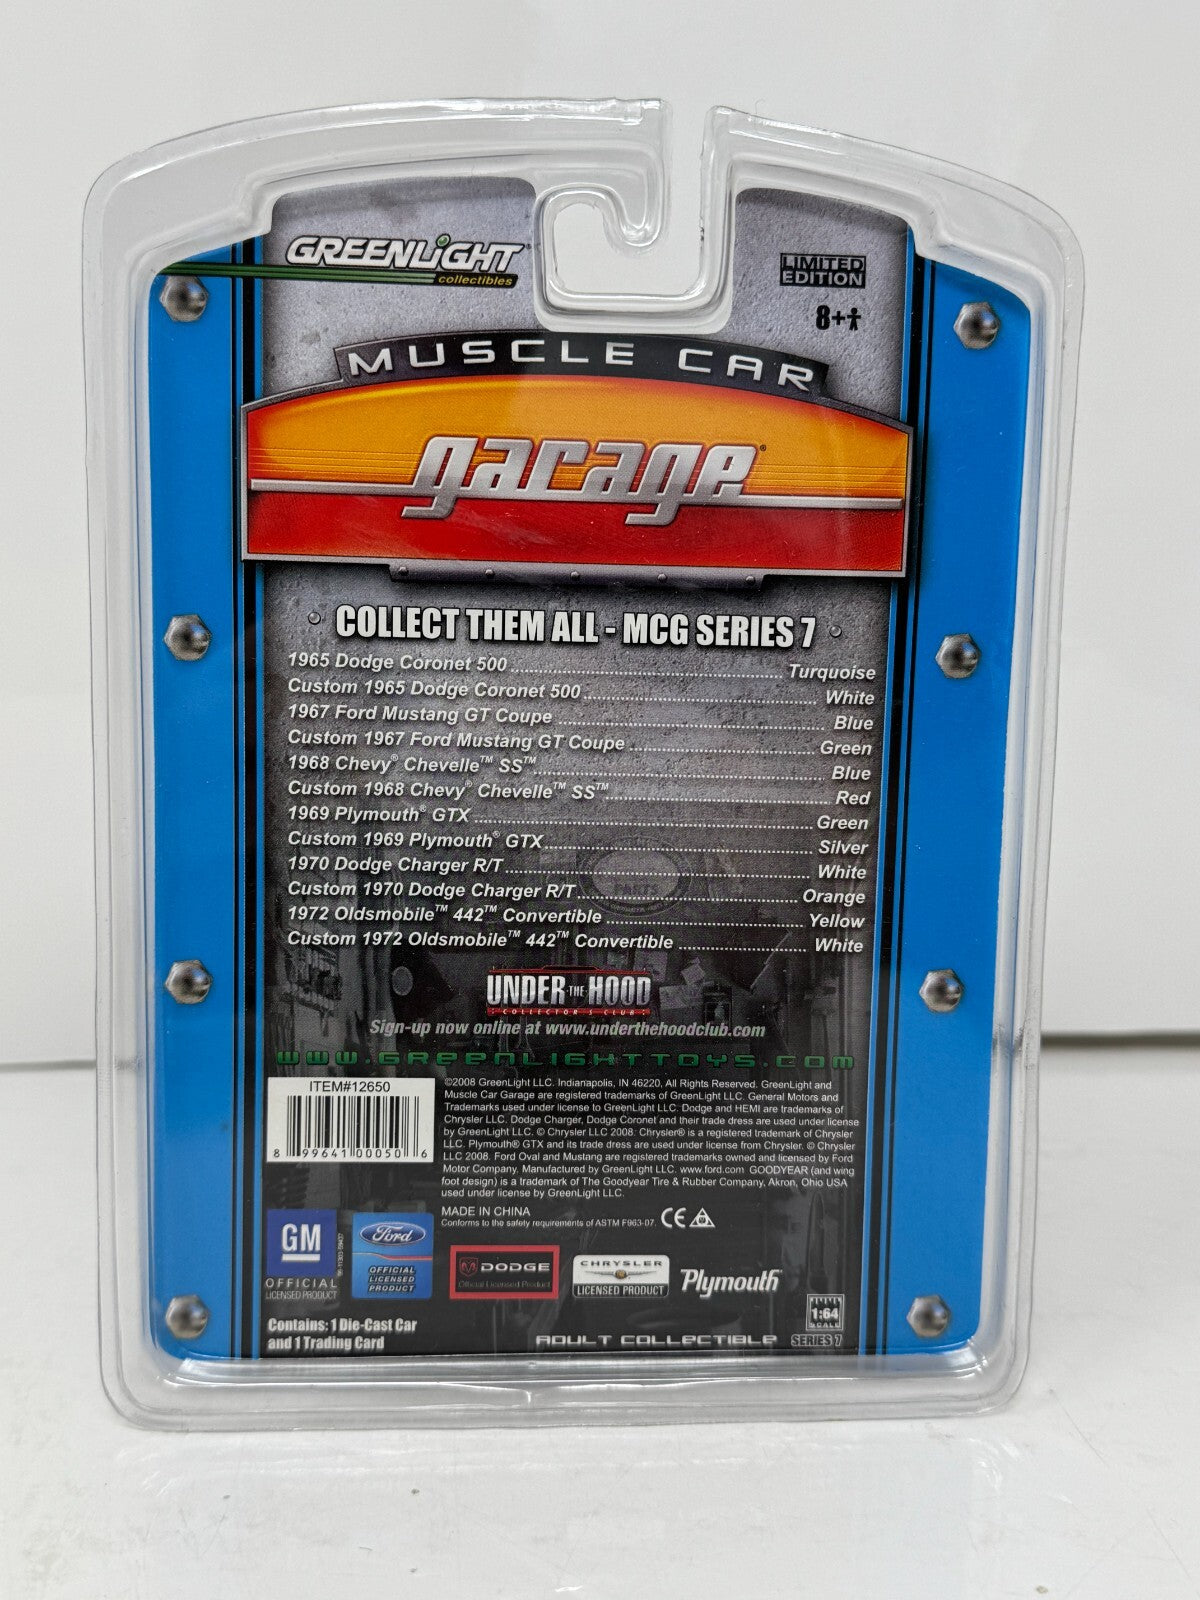 GREENLiGHT®
collectibles
LIMITED
EDITION
8+
MUSCLE CAR
garage®
COLLECT THEM ALL - MCG SERIES 7
1965 Dodge Coronet 500 Turquoise
Custom 1965 Dodge Coronet 500 White
1967 Ford Mustang GT Coupe Blue
Custom 1967 Ford Mustang GT Coupe Green
1968 Chevy® Chevelle™ SS™ Blue
Custom 1968 Chevy® Chevelle™ SS™ Red
1969 Plymouth® GTX Green
Custom 1969 Plymouth® GTX Silver
1970 Dodge Charger R/T White
Custom 1970 Dodge Charger R/T Orange
1972 Oldsmobile™ 442™ Convertible Yellow
Custom 1972 Oldsmobile™ 442™ Convertible White
PARTS
UNDER THE HOOD
COLLECTOR'S CLUB
Sign-up now online at www.underthehoodclub.com
www.greenlighttoys.com
ITEM#12650
8 99641 00050 6
©2008 GreenLight LLC. Indianapolis, IN 46220, All Rights Reserved. GreenLight and
Muscle Car Garage are registered trademarks of GreenLight LLC. General Motors and
Trademarks used under license to GreenLight LLC. Dodge and HEMI are trademarks of
Chrysler LLC. Dodge Charger, Dodge Coronet and their trade dress are used under license
by GreenLight LLC. © Chrysler LLC 2008. Chrysler® is a registered trademark of Chrysler
LLC. Plymouth® GTX and its trade dress are used under license from Chrysler. © Chrysler
LLC 2008. Ford Oval and Mustang are registered trademarks owned and licensed by Ford
Motor Company. Manufactured by GreenLight LLC. www.ford.com GOODYEAR (and wing
foot design) is a trademark of The Goodyear Tire & Rubber Company, Akron, Ohio USA
used under license by GreenLight LLC.
MADE IN CHINA
Conforms to the safety requirements of ASTM F963-07. CE
GM
OFFICIAL
LICENSED PRODUCT
Ford
OFFICIAL
LICENSED
PRODUCT
DODGE
Official Licensed Product
CHRYSLER
LICENSED PRODUCT
Plymouth®
Contains: 1 Die-Cast Car
and 1 Trading Card
ADULT COLLECTIBLE
1:64
SCALE
SERIES 7